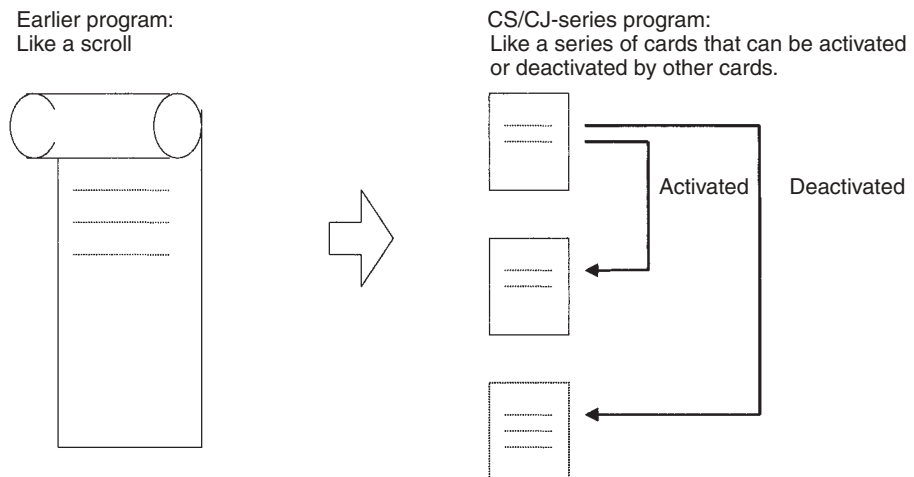 Earlier program:
Like a scroll
CS/CJ-series program:
Like a series of cards that can be activated
or deactivated by other cards.
Activated
Deactivated